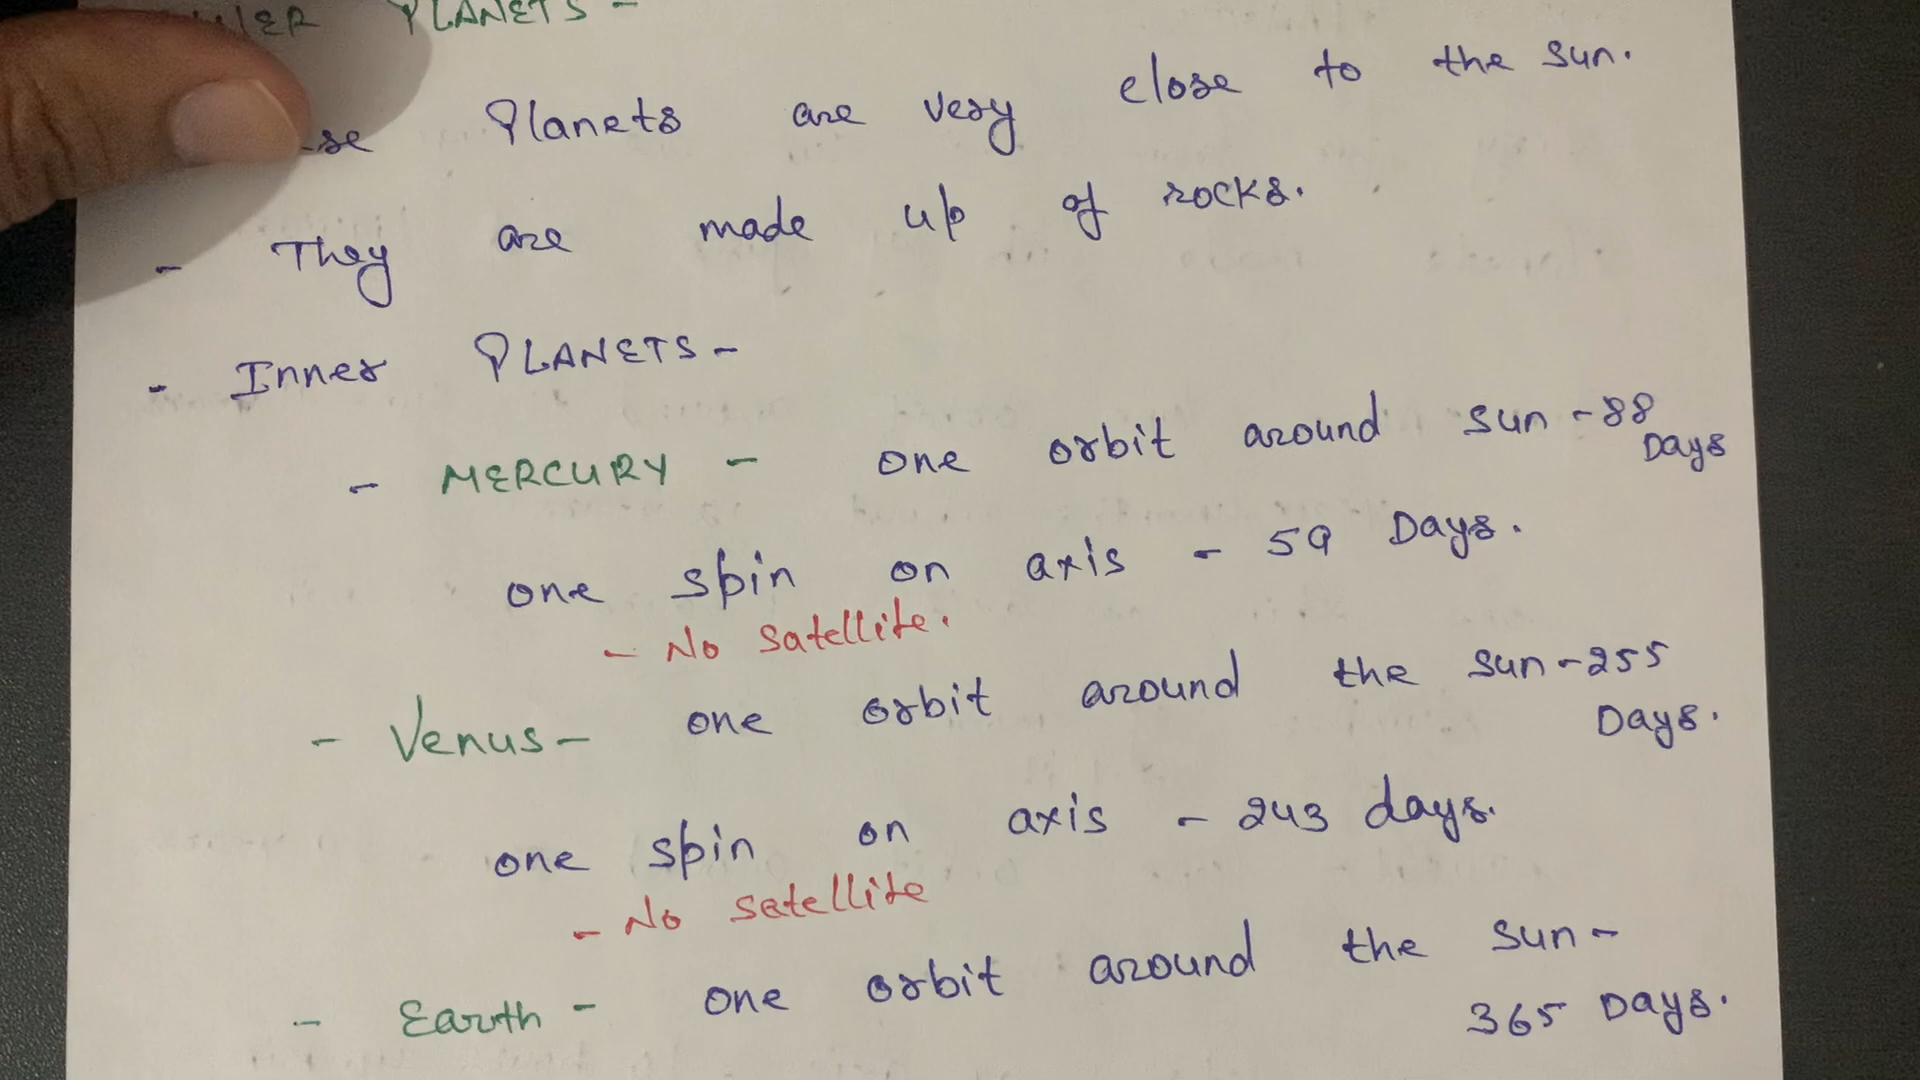 PLANETS -
Planets are very close to the sun.
- They are made up of rocks.
- Inner PLANETS -
- MERCURY - one orbit around sun - 88
Days
one spin on axis - 59 Days.
- No satellite.
- Venus - one orbit around the sun - 255
Days.
one spin on axis - 243 days.
- No satellite
- Earth - one orbit around the sun -
365 Days.